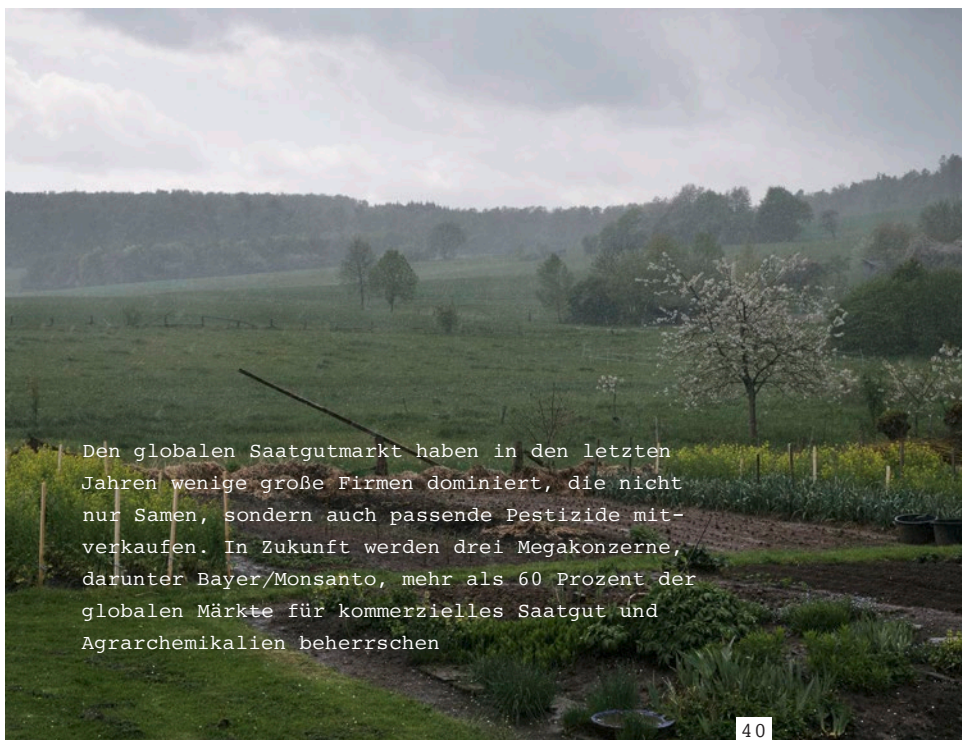 Den globalen Saatgutmarkt haben in den letzten
Jahren wenige große Firmen dominiert, die nicht
nur Samen, sondern auch passende Pestizide mit-
verkaufen. In Zukunft werden drei Megakonzerne,
darunter Bayer/Monsanto, mehr als 60 Prozent der
globalen Märkte für kommerzielles Saatgut und
Agrarchemikalien beherrschen
40